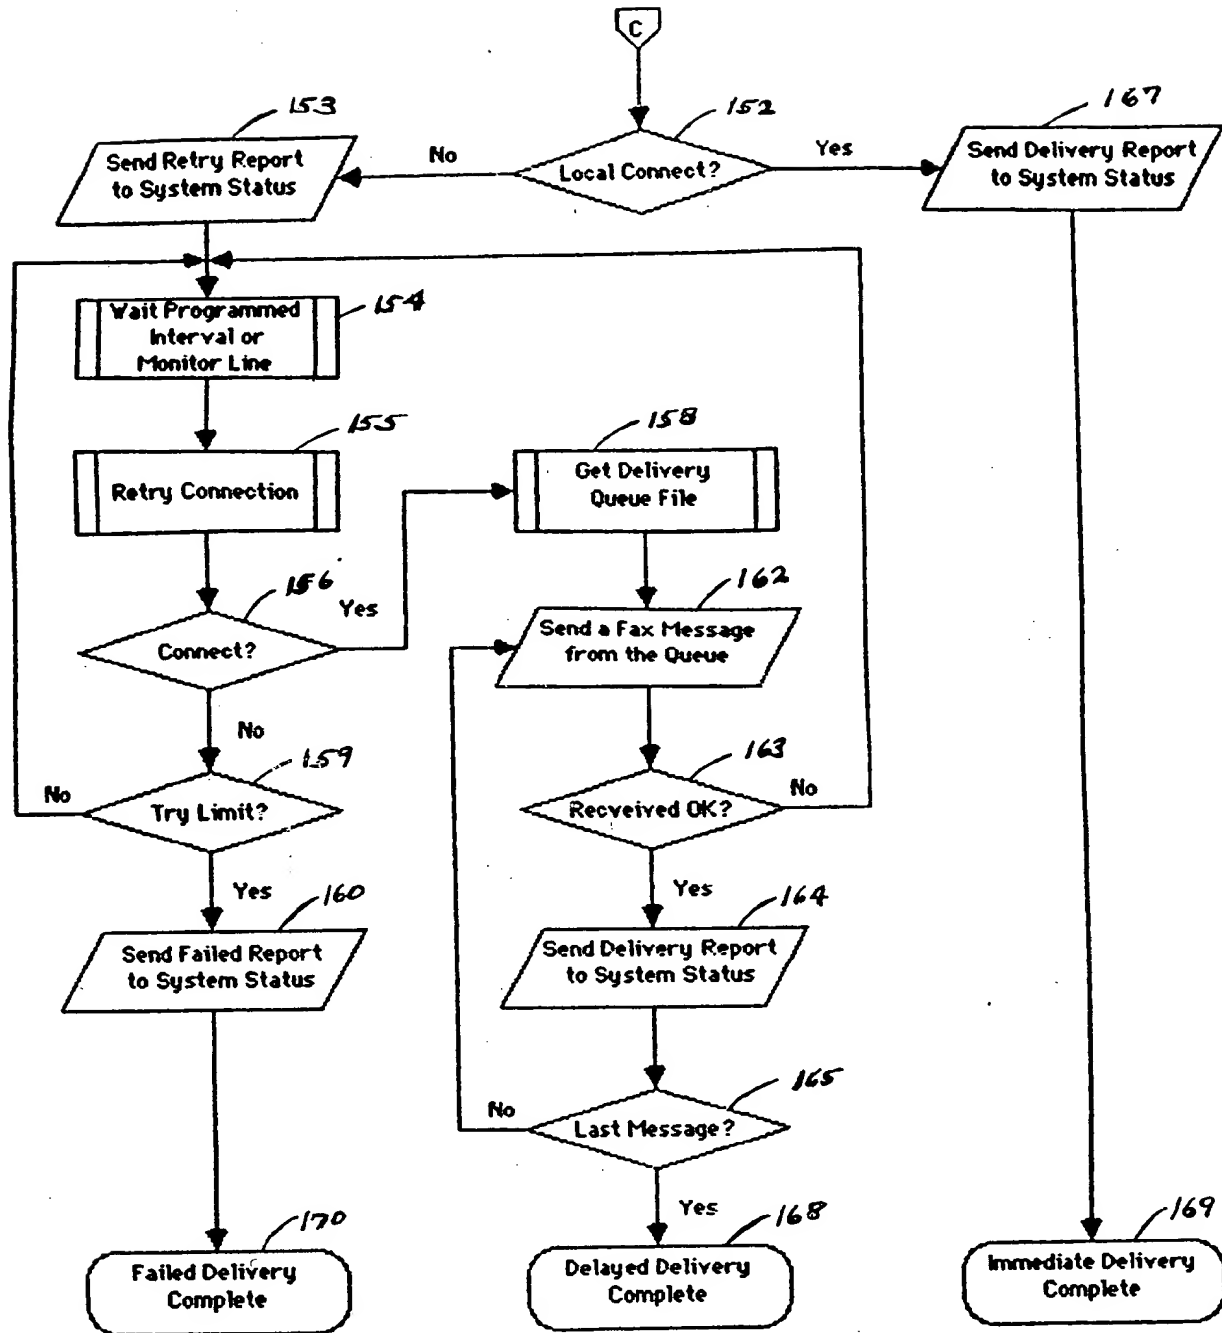 C
153
152
167
Send Retry Report
to System Status
No
Local Connect?
Yes
Send Delivery Report
to System Status
Wait Programmed
Interval or
Monitor Line
154
155
Retry Connection
158
Get Delivery
Queue File
156
Connect?
Yes
162
Send a Fax Message
from the Queue
No
159
Try Limit?
No
163
Recveived OK?
No
Yes
160
Send Failed Report
to System Status
Yes
164
Send Delivery Report
to System Status
165
Last Message?
No
Yes
170
Failed Delivery
Complete
168
Delayed Delivery
Complete
169
Immediate Delivery
Complete